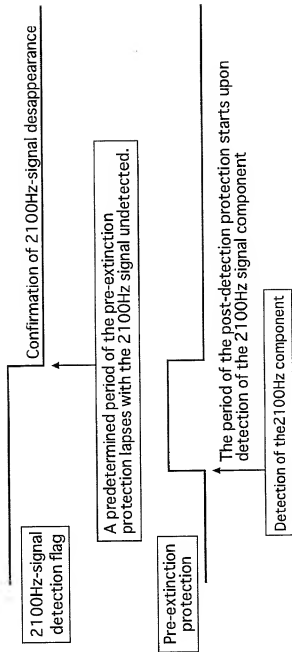 2100Hz-signal
detection flag
Confirmation of 2100Hz-signal desappearance
A predetermined period of the pre-extinction
protection lapses with the 2100Hz signal undetected.
Pre-extinction
protection
The period of the post-detection protection starts upon
detection of the 2100Hz signal component
Detection of the2100Hz component